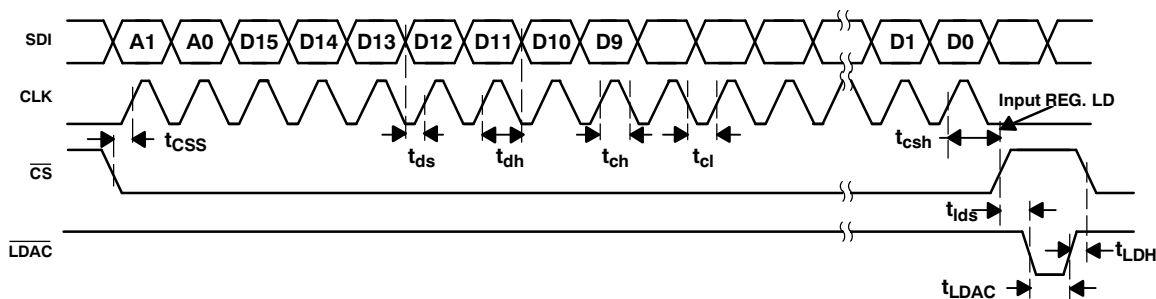 SDI A1 A0 D15 D14 D13 D12 D11 D10 D9 D1 D0
CLK
Input REG. LD
tCSS
tds
tdh
tch
tcl
tcsh
CS
tlds
LDAC
tLDH
tLDAC